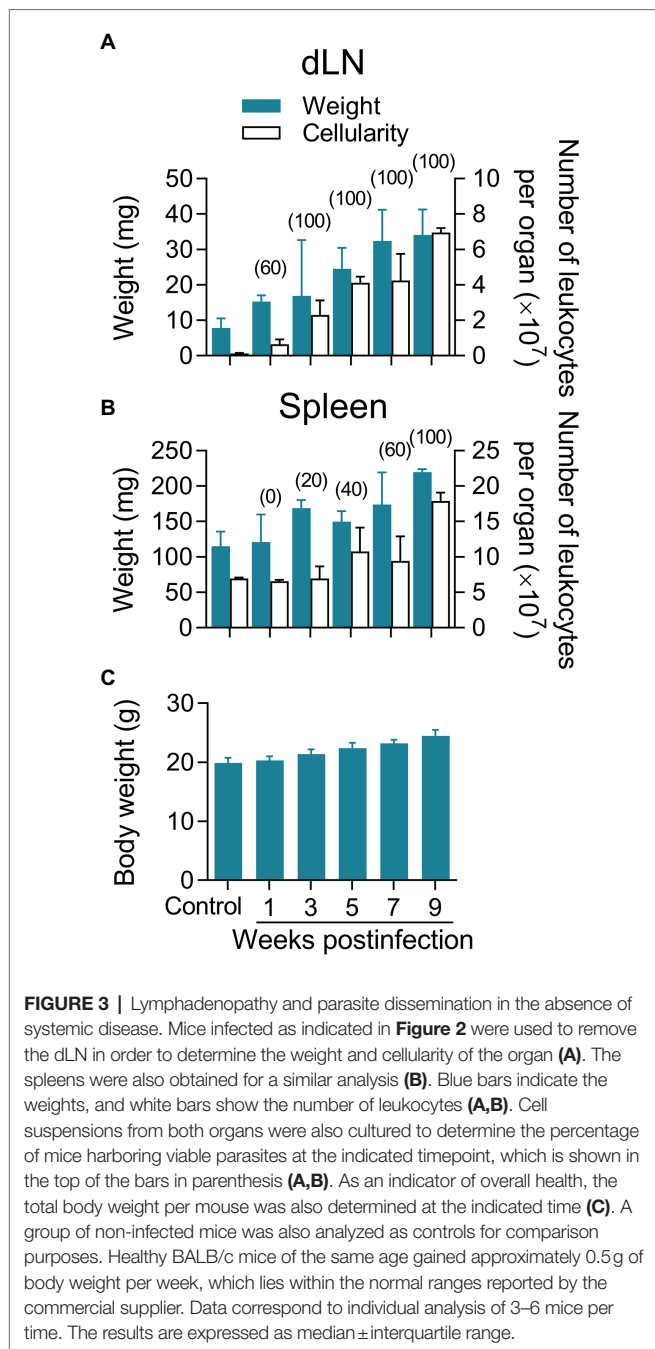 A
dLN
Weight
Cellularity
(60) (100) (100) (100) (100)
50
40
30
20
10
0
Weight (mg)
10
8
6
4
2
0
Number of leukocytes
per organ (×10⁷)
B
Spleen
(0) (20) (40) (60) (100)
250
200
150
100
50
0
Weight (mg)
25
20
15
10
5
0
Number of leukocytes
per organ (×10⁷)
C
30
20
10
0
Body weight (g)
Control 1 3 5 7 9
Weeks postinfection
FIGURE 3 | Lymphadenopathy and parasite dissemination in the absence of
systemic disease. Mice infected as indicated in Figure 2 were used to remove
the dLN in order to determine the weight and cellularity of the organ (A). The
spleens were also obtained for a similar analysis (B). Blue bars indicate the
weights, and white bars show the number of leukocytes (A,B). Cell
suspensions from both organs were also cultured to determine the percentage
of mice harboring viable parasites at the indicated timepoint, which is shown in
the top of the bars in parenthesis (A,B). As an indicator of overall health, the
total body weight per mouse was also determined at the indicated time (C). A
group of non-infected mice was also analyzed as controls for comparison
purposes. Healthy BALB/c mice of the same age gained approximately 0.5 g of
body weight per week, which lies within the normal ranges reported by the
commercial supplier. Data correspond to individual analysis of 3–6 mice per
time. The results are expressed as median ± interquartile range.